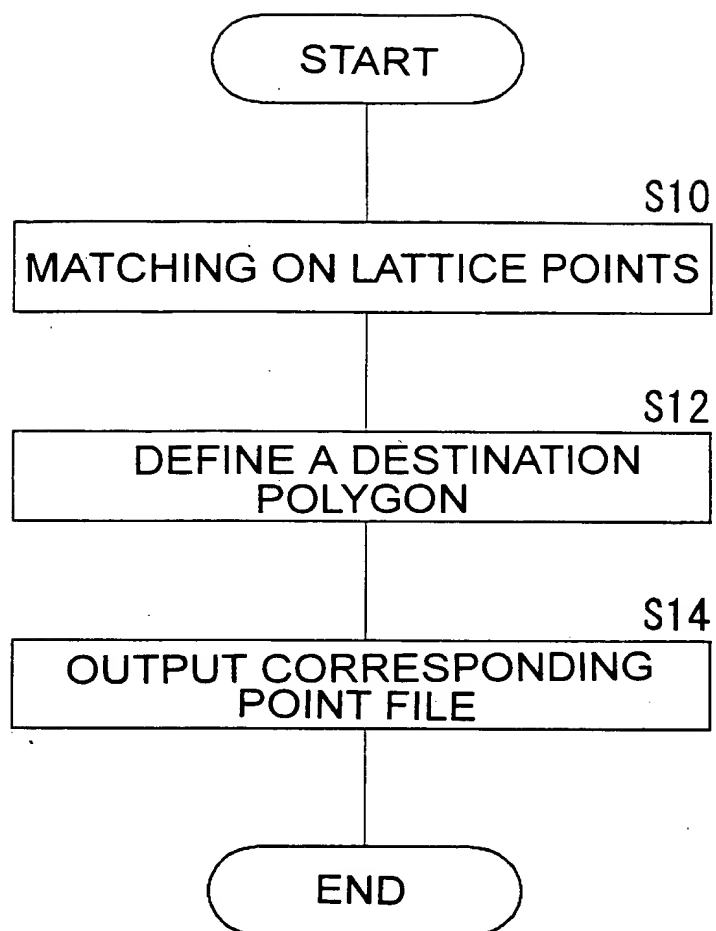 START
S10
MATCHING ON LATTICE POINTS
S12
DEFINE A DESTINATION
POLYGON
S14
OUTPUT CORRESPONDING
POINT FILE
END